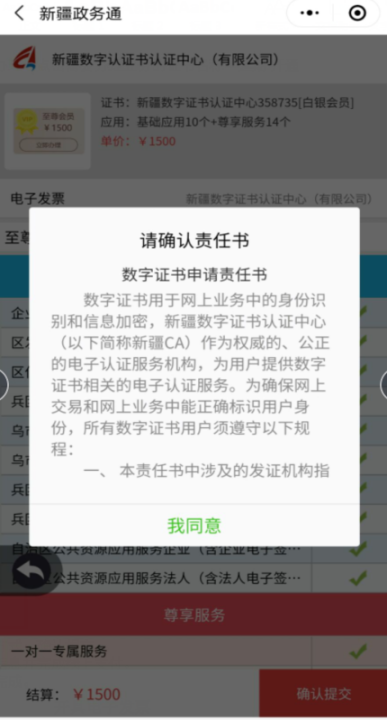 新疆政务通
新疆数字认证书认证中心（有限公司）
至尊会员
￥1500
证书：新疆数字证书认证中心358735[白银会员]
应用：基础应用10个+尊享服务14个
单价：￥1500
电子发票 新疆数字证书认证中心（有限公司）
至尊
请确认责任书
数字证书申请责任书
数字证书用于网上业务中的身份识
别和信息加密，新疆数字证书认证中心
（以下简称新疆CA）作为权威的、公正
的电子认证服务机构，为用户提供数字
证书相关的电子认证服务。为确保网上
交易和网上业务中能正确标识用户身
份，所有数字证书用户须遵守以下规
程：
一、 本责任书中涉及的发证机构指
我同意
企
区
区
兵团
乌市
乌市
兵团
兵团
自治区公共资源应用服务企业（含企业电子签…
区公共资源应用服务法人（含法人电子签…
尊享服务
一对一专属服务
结算：￥1500
确认提交